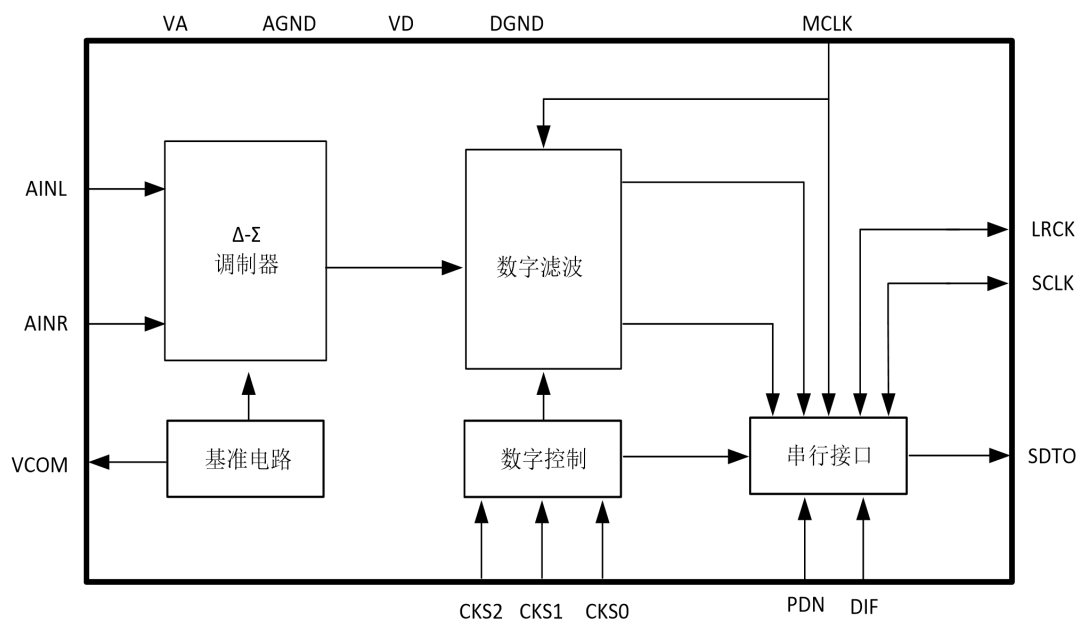 VA AGND VD DGND MCLK
AINL
Δ-Σ
调制器
数字滤波
LRCK
SCLK
AINR
VCOM
基准电路
数字控制
串行接口
SDTO
CKS2 CKS1 CKS0 PDN DIF